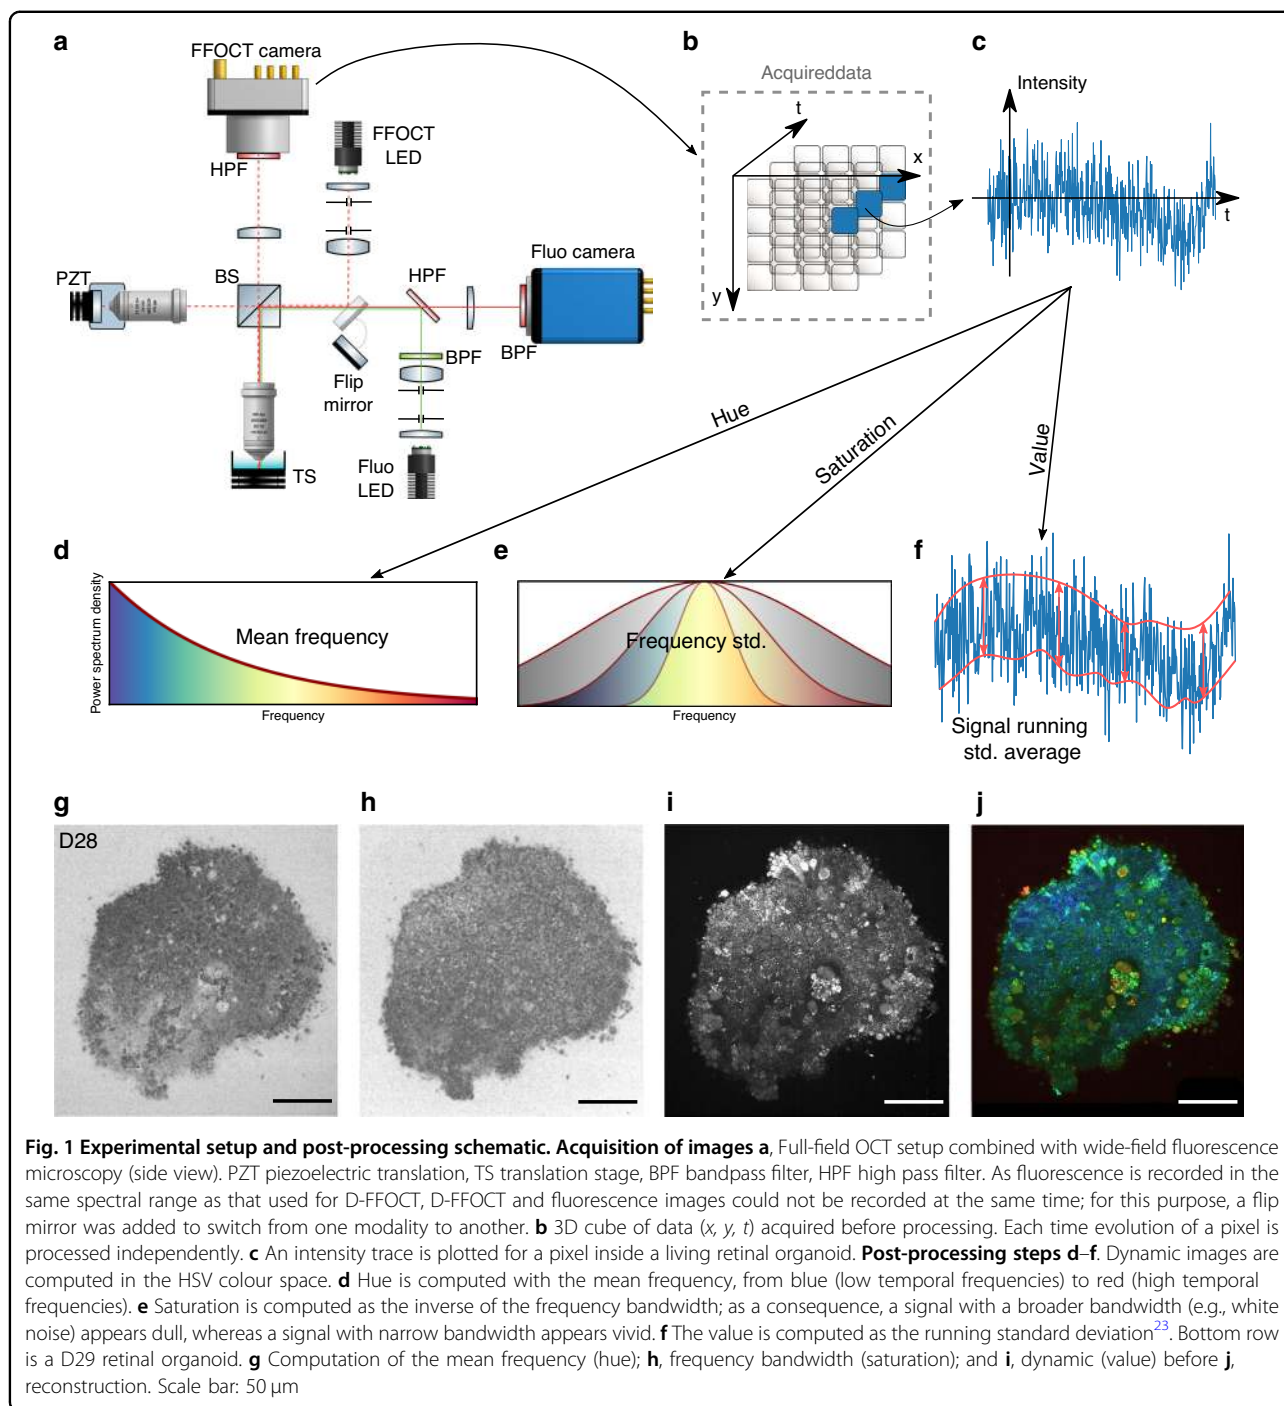 a
FFOCT camera
HPF
FFOCT
LED
PZT
BS
HPF
Fluo camera
BPF
BPF
Flip
mirror
Fluo
LED
TS
b
Acquireddata
t
x
y
c
Intensity
t
Hue
Saturation
Value
d
Power spectrum density
Mean frequency
Frequency
e
Frequency std.
Frequency
f
Signal running
std. average
g
D28
h
i
j
Fig. 1 Experimental setup and post-processing schematic. Acquisition of images a, Full-field OCT setup combined with wide-field fluorescence
microscopy (side view). PZT piezoelectric translation, TS translation stage, BPF bandpass filter, HPF high pass filter. As fluorescence is recorded in the
same spectral range as that used for D-FFOCT, D-FFOCT and fluorescence images could not be recorded at the same time; for this purpose, a flip
mirror was added to switch from one modality to another. b 3D cube of data (x, y, t) acquired before processing. Each time evolution of a pixel is
processed independently. c An intensity trace is plotted for a pixel inside a living retinal organoid. Post-processing steps d–f. Dynamic images are
computed in the HSV colour space. d Hue is computed with the mean frequency, from blue (low temporal frequencies) to red (high temporal
frequencies). e Saturation is computed as the inverse of the frequency bandwidth; as a consequence, a signal with a broader bandwidth (e.g., white
noise) appears dull, whereas a signal with narrow bandwidth appears vivid. f The value is computed as the running standard deviation23. Bottom row
is a D29 retinal organoid. g Computation of the mean frequency (hue); h, frequency bandwidth (saturation); and i, dynamic (value) before j,
reconstruction. Scale bar: 50 μm